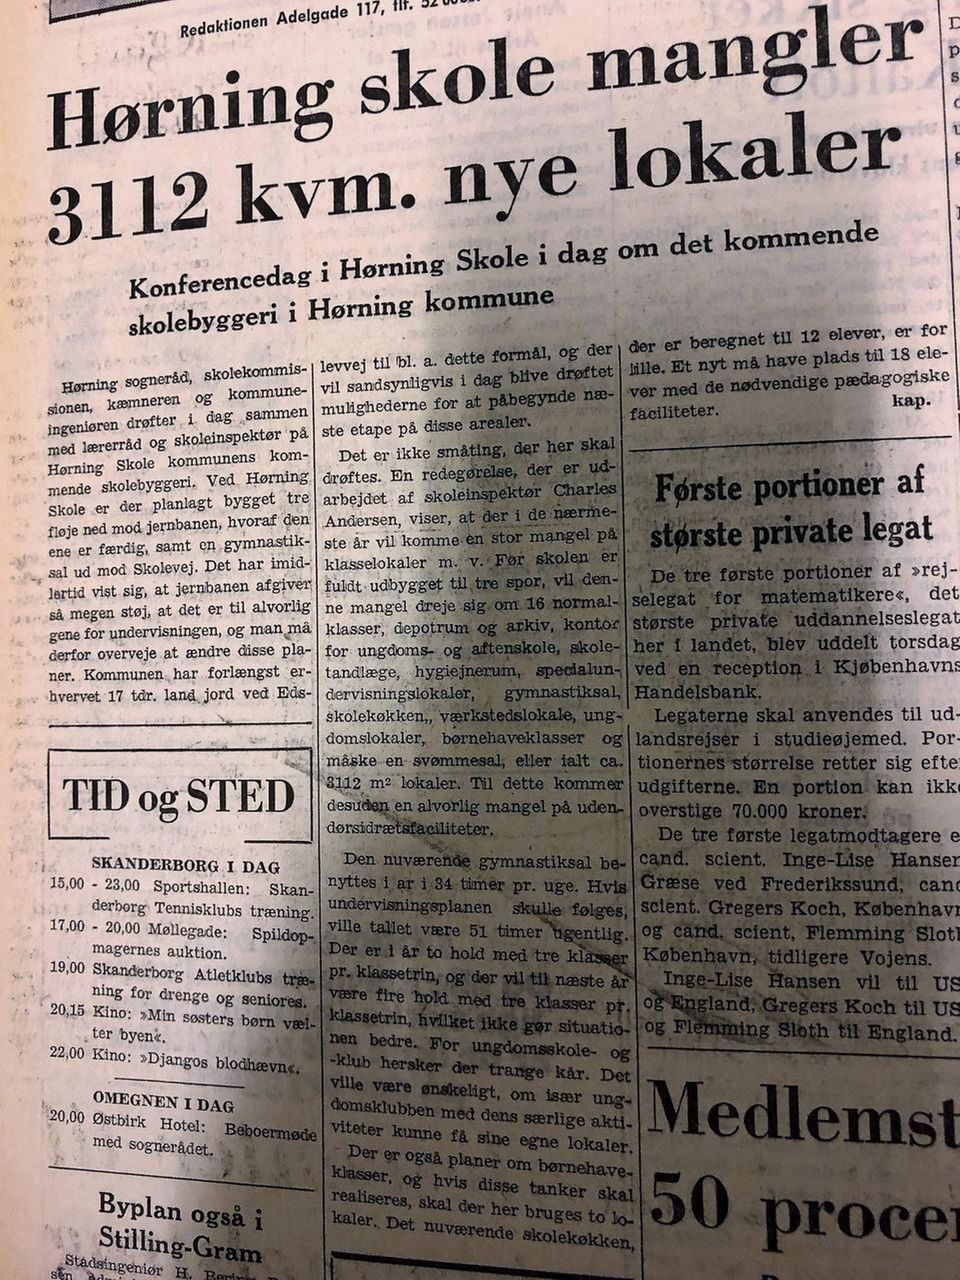 Redaktionen Adelgade 117, tlf.
Hørning skole mangler
3112 kvm. nye lokaler
Konferencedag i Hørning Skole i dag om det kommende
skolebyggeri i Hørning kommune
Hørning sogneråd, skolekommis-
sionen, kæmneren og kommune-
ingeniøren drøfter i dag sammen
med lærerråd og skoleinspektør på
Hørning Skole kommunens kom-
mende skolebyggeri. Ved Hørning
Skole er der planlagt bygget tre
fløje ned mod jernbanen, hvoraf den
ene er færdig, samt en gymnastik-
sal ud mod Skolevej. Det har imid-
lertid vist sig, at jernbanen afgiver
så megen støj, at det er til alvorlig
gene for undervisningen, og man må
derfor overveje at ændre disse pla-
ner. Kommunen har forlængst er-
hvervet 17 tdr. land jord ved Eds-
levvej til bl. a. dette formål, og der
vil sandsynligvis i dag blive drøftet
mulighederne for at påbegynde næ-
ste etape på disse arealer.
Det er ikke småting, der her skal
drøftes. En redegørelse, der er ud-
arbejdet af skoleinspektør Charles
Andersen, viser, at der i de nærme-
ste år vil komme en stor mangel på
klasselokaler m. v. Før skolen er
fuldt udbygget til tre spor, vil den-
ne mangel dreje sig om 16 normal-
klasser, depotrum og arkiv, kontor
for ungdoms- og aftenskole, skole-
tandlæge, hygiejnerum, specialun-
dervisningslokaler, gymnastiksal,
skolekøkken,, værkstedslokale, ung-
domslokaler, børnehaveklasser og
måske en svømmesal, eller ialt ca.
3112 m² lokaler. Til dette kommer
desuden en alvorlig mangel på uden-
dørsidrætsfaciliteter.
Den nuværende gymnastiksal be-
nyttes i år i 34 timer pr. uge. Hvis
undervisningsplanen skulle følges,
ville tallet være 51 timer ugentlig.
Der er i år to hold med tre klasser
pr. klassetrin, og der vil til næste år
være fire hold med tre klasser pr.
klassetrin, hvilket ikke gør situatio-
nen bedre. For ungdomsskole- og
-klub hersker der trange kår. Det
ville være ønskeligt, om især ung-
domsklubben med dens særlige akti-
viteter kunne få sine egne lokaler.
Der er også planer om børnehave-
klasser, og hvis disse tanker skal
realiseres, skal der her bruges to lo-
kaler. Det nuværende skolekøkken,
der er beregnet til 12 elever, er for
lille. Et nyt må have plads til 18 ele-
ver med de nødvendige pædagogiske
faciliteter. kap.
TID og STED
SKANDERBORG I DAG
15,00 - 23,00 Sportshallen: Skan-
derborg Tennisklubs træning.
17,00 - 20,00 Møllegade: Spildop-
magernes auktion.
19,00 Skanderborg Atletklubs træ-
ning for drenge og seniores.
20,15 Kino: »Min søsters børn væl-
ter byen«.
22,00 Kino: »Djangos blodhævn«.
OMEGNEN I DAG
20,00 Østbirk Hotel: Beboermøde
med sognerådet.
Byplan også i
Stilling-Gram
Stadsingeniør H.
Første portioner af
største private legat
De tre første portioner af »rej-
selegat for matematikere«, det
største private uddannelseslegat
her i landet, blev uddelt torsdag
ved en reception i Kjøbenhavns
Handelsbank.
Legaterne skal anvendes til ud-
landsrejser i studieøjemed. Por-
tionernes størrelse retter sig efte
udgifterne. En portion kan ikk
overstige 70.000 kroner.
De tre første legatmodtagere e
cand. scient. Inge-Lise Hansen
Græse ved Frederikssund, cand
scient. Gregers Koch, København
og cand. scient, Flemming Sloth
København, tidligere Vojens.
Inge-Lise Hansen vil til US
og England, Gregers Koch til US
og Flemming Sloth til England.
Medlemst
50 proce